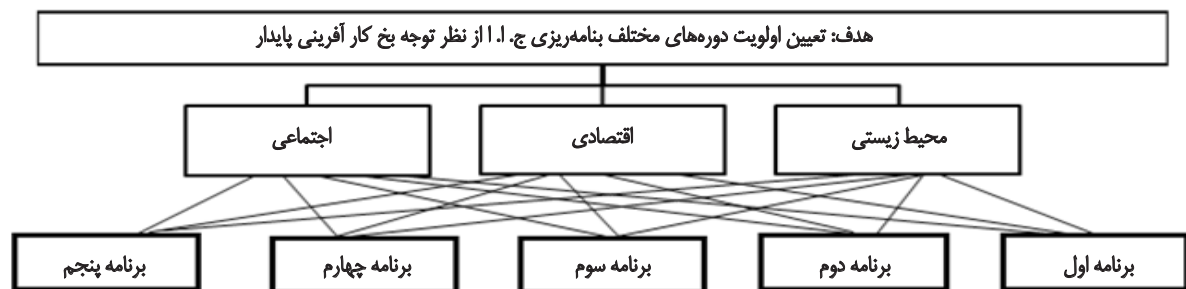 هدف: تعیین اولویت دوره‌های مختلف بنامه‌ریزی ج. ا. ا از نظر توجه بخ کار آفرینی پایدار
محیط زیستی
اقتصادی
اجتماعی
برنامه اول
برنامه دوم
برنامه سوم
برنامه چهارم
برنامه پنجم